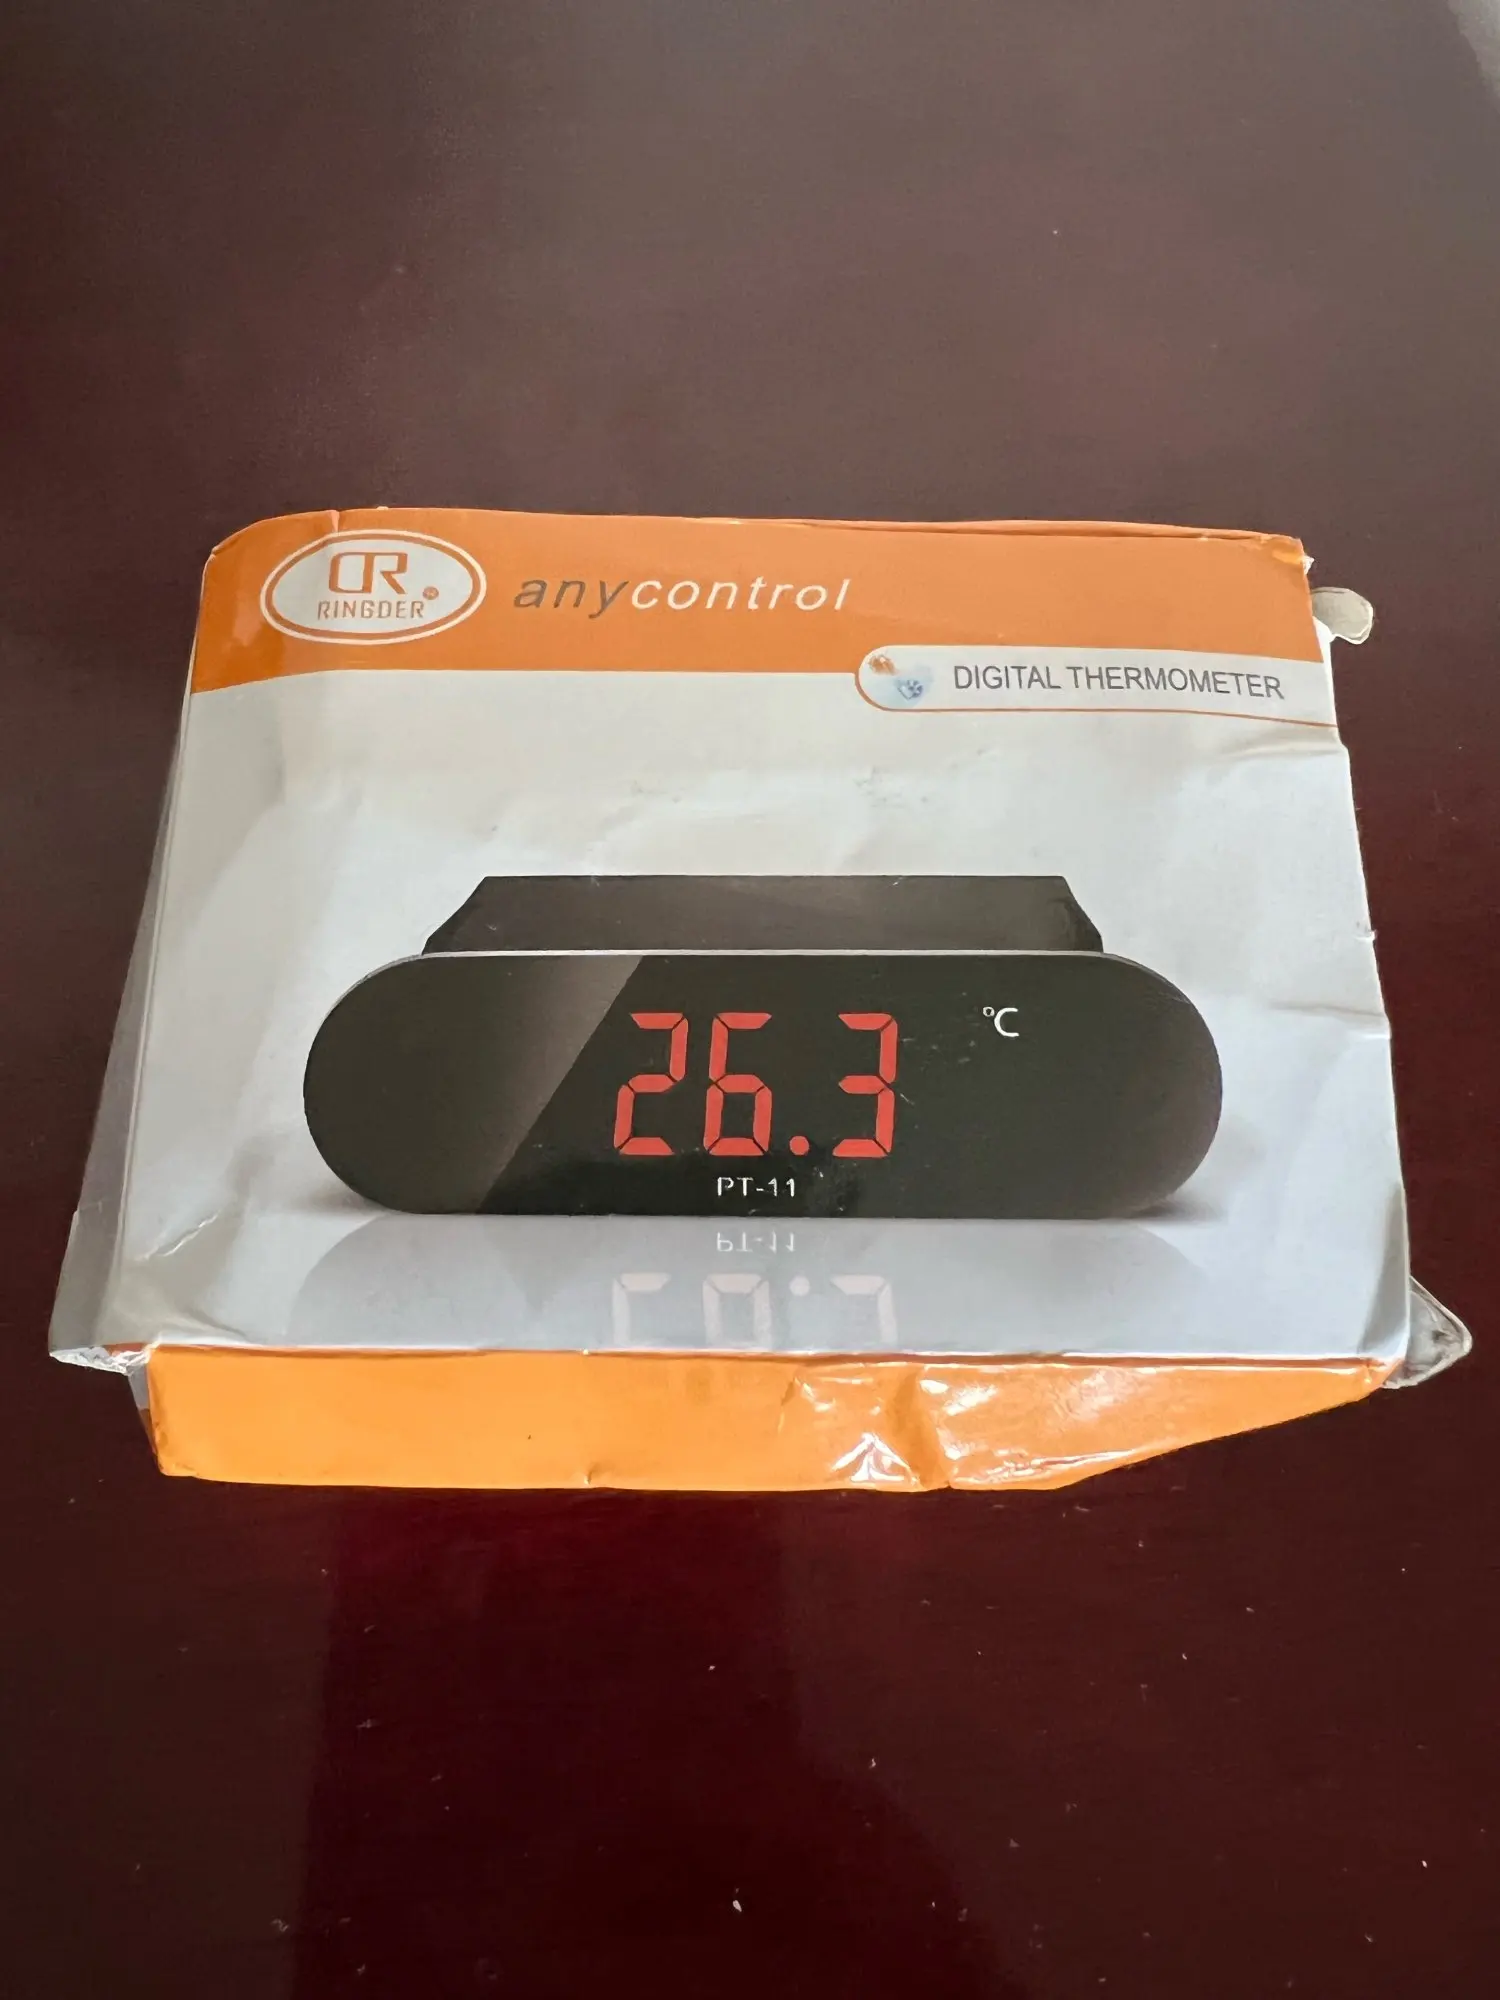 RINGDER
anycontrol
DIGITAL THERMOMETER
26.3 °C
PT-11